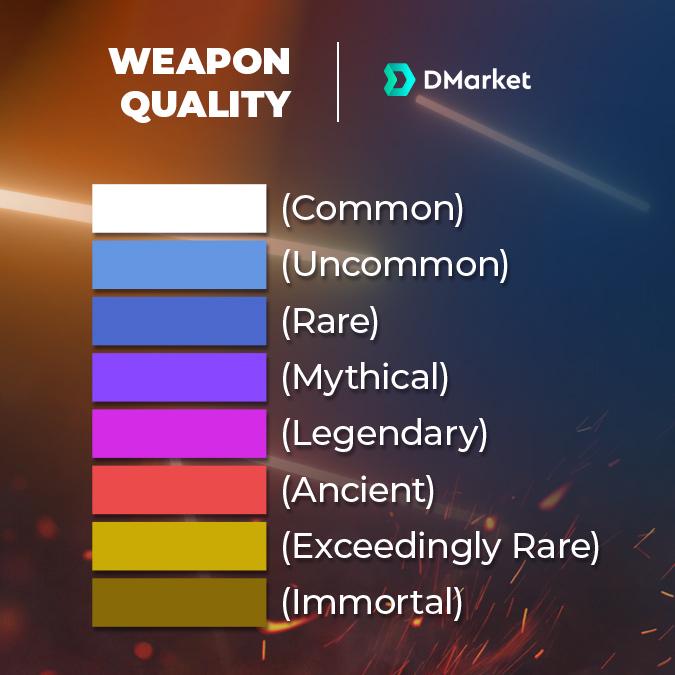 WEAPON
QUALITY
DMarket
(Common)
(Uncommon)
(Rare)
(Mythical)
(Legendary)
(Ancient)
(Exceedingly Rare)
(Immortal)